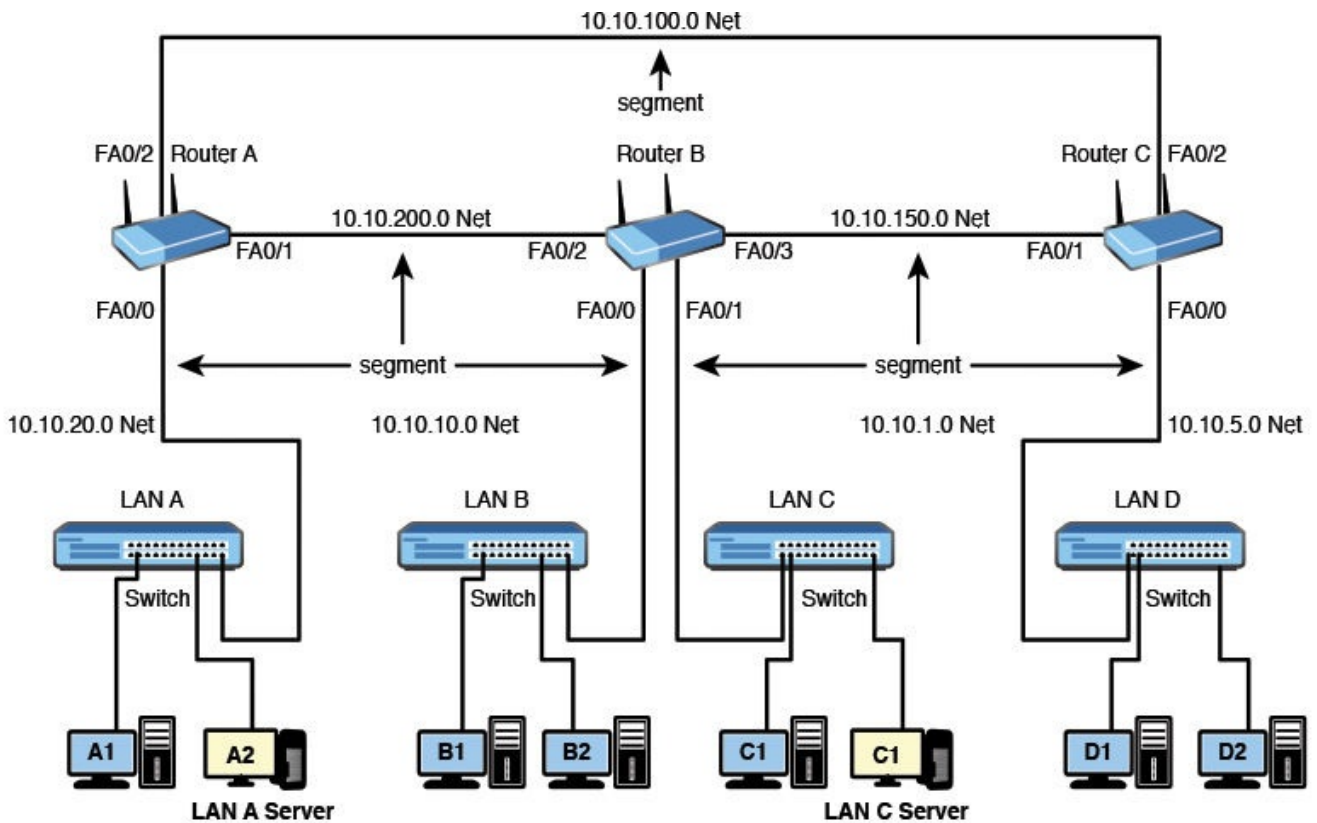 10.10.100.0 Net
segment
FA0/2 Router A
Router B
Router C FA0/2
10.10.200.0 Net
10.10.150.0 Net
FA0/1
FA0/2
FA0/3
FA0/1
FA0/0
FA0/0
FA0/1
FA0/0
segment
segment
10.10.20.0 Net
10.10.10.0 Net
10.10.1.0 Net
10.10.5.0 Net
LAN A
LAN B
LAN C
LAN D
Switch
Switch
Switch
Switch
A1
A2
B1
B2
C1
C1
D1
D2
LAN A Server
LAN C Server